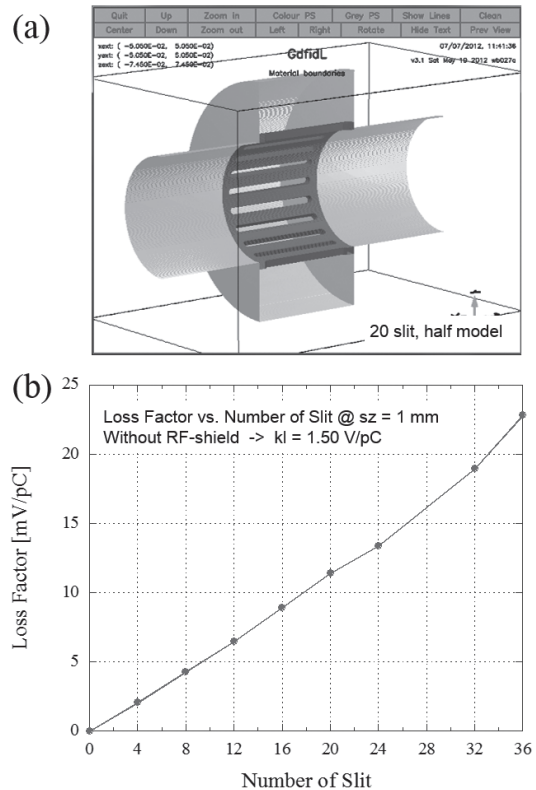 (a)
Quit Up Zoom In Colour PS Grey PS Show Lines Clean
Center Down Zoom out Left Right Rotate Hide Text Prev View
xext: ( -5.050E-02, 5.050E-02)
yext: ( -5.050E-02, 5.050E-02)
zext: ( -7.450E-02, 7.450E-02)
07/07/2012, 11:41:36
GdfidL
v3.1 Sat May 19 2012 wb027c
Material boundaries
20 slit, half model
(b)
25
Loss Factor vs. Number of Slit @ sz = 1 mm
Without RF-shield -> kl = 1.50 V/pC
20
15
10
5
0
Loss Factor [mV/pC]
0 4 8 12 16 20 24 28 32 36
Number of Slit